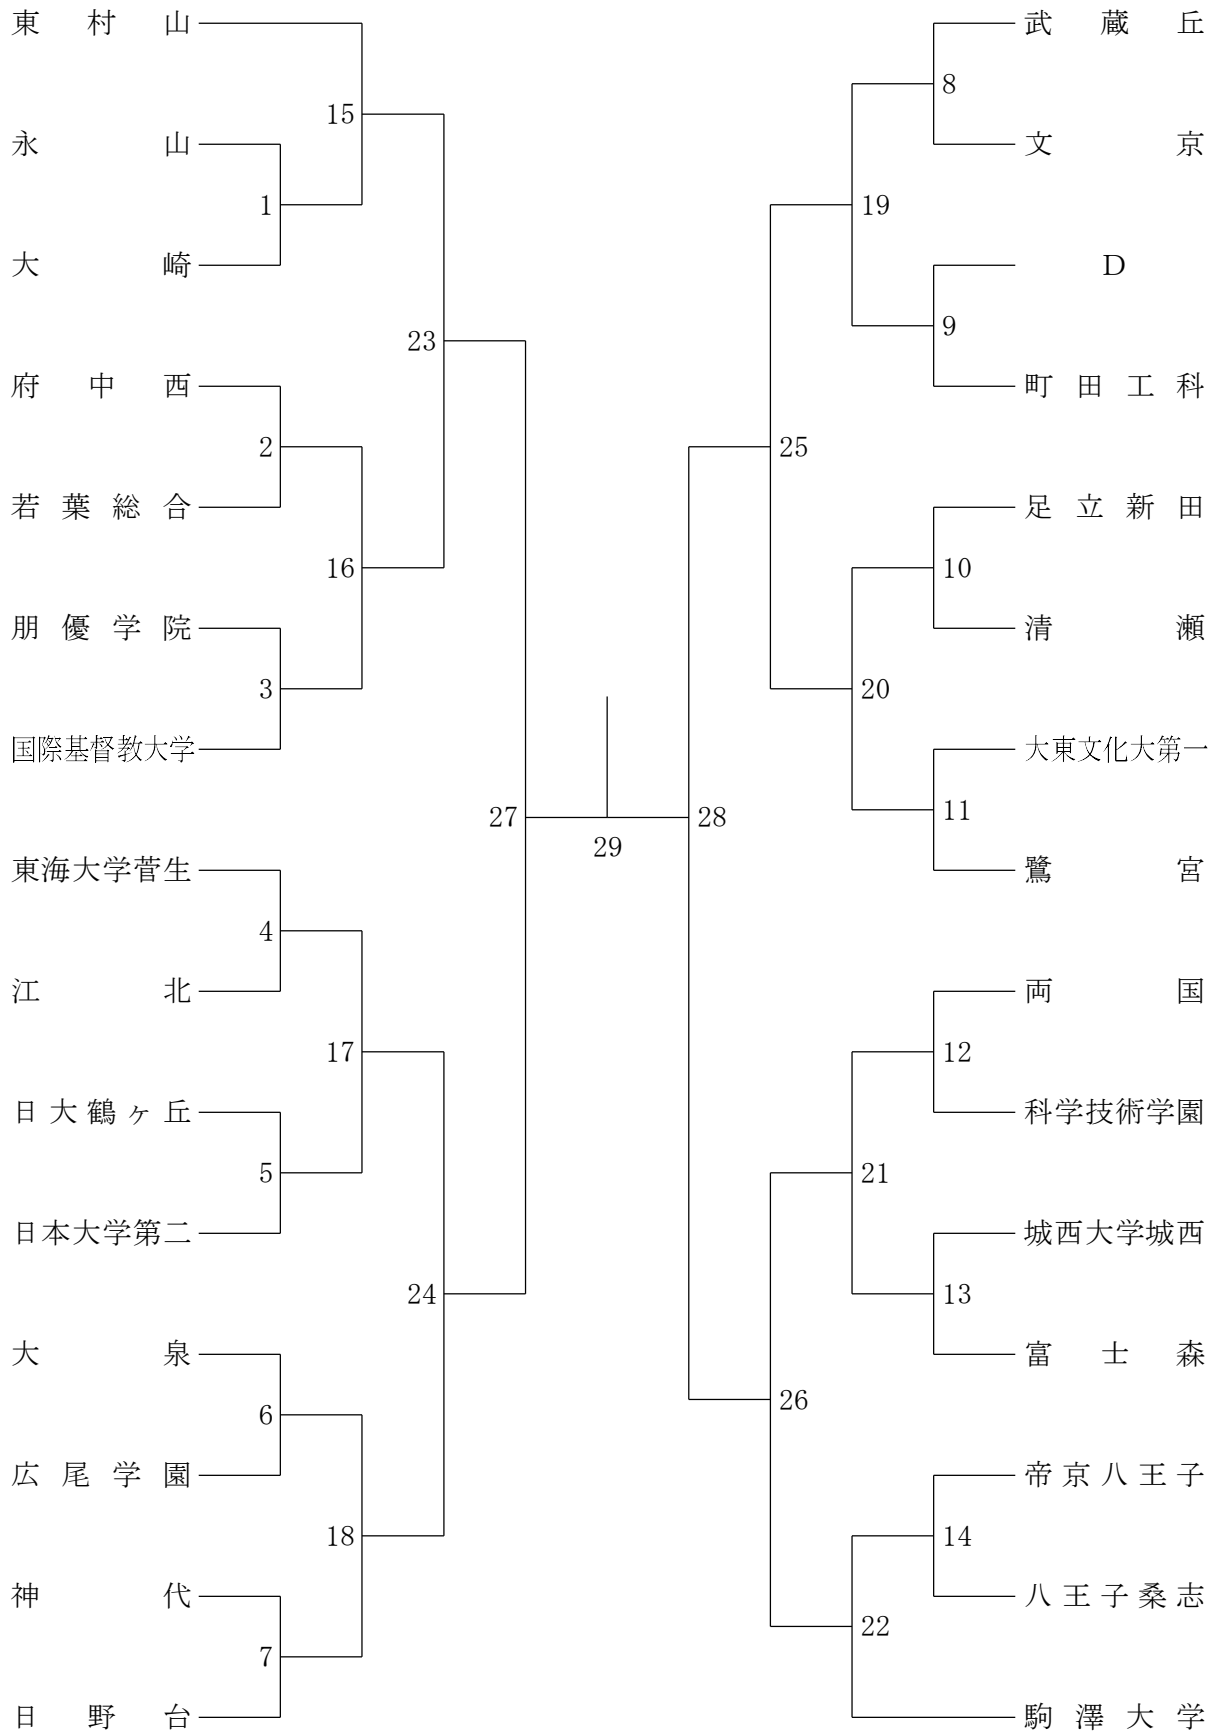 東村山
15
永山
1
大崎
23
府中西
2
若葉総合
16
朋優学院
3
国際基督教大学
27
東海大学菅生
4
江北
17
日大鶴ヶ丘
5
日本大学第二
24
大泉
6
広尾学園
18
神代
7
日野台
29
武蔵丘
8
文京
19
D
9
町田工科
25
足立新田
10
清瀬
20
大東文化大第一
11
鷺宮
28
両国
12
科学技術学園
21
城西大学城西
13
富士森
26
帝京八王子
14
八王子桑志
22
駒澤大学